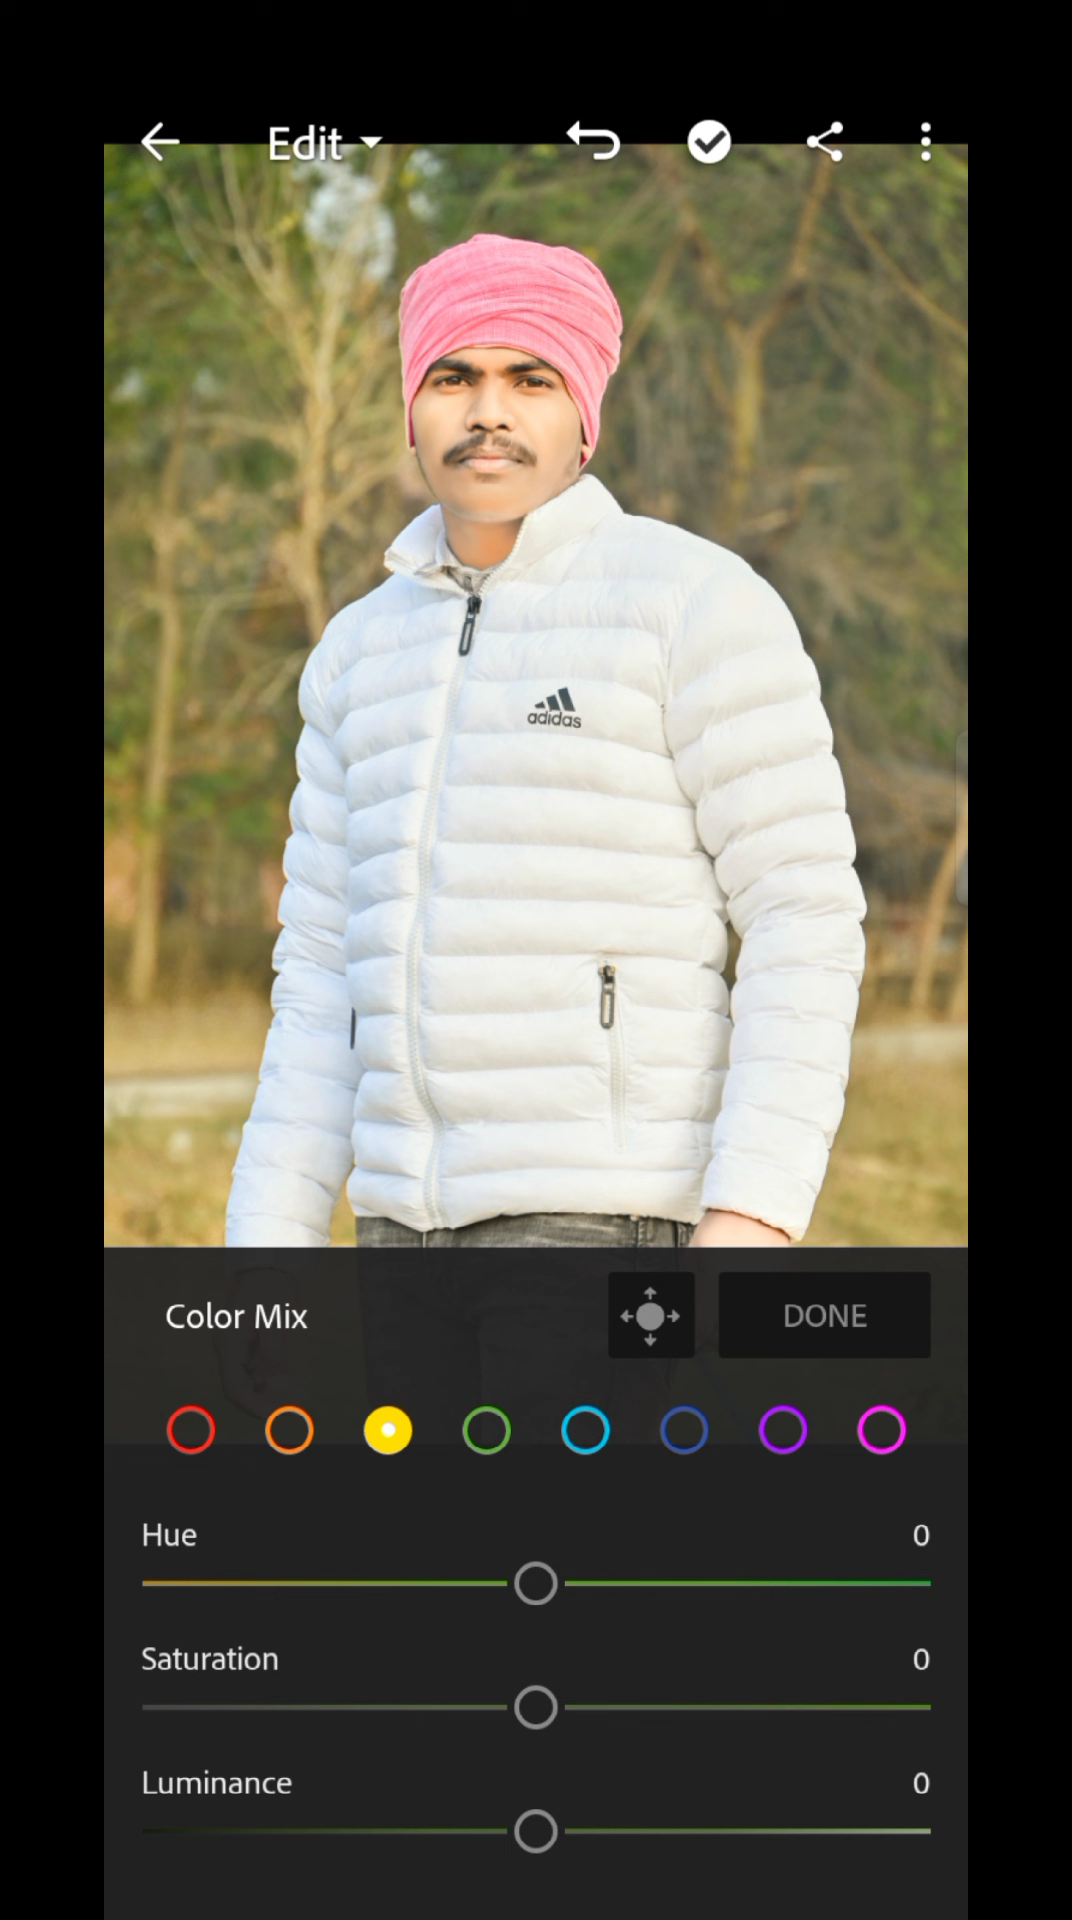 Edit
adidas
Color Mix
DONE
Hue 0
Saturation 0
Luminance 0